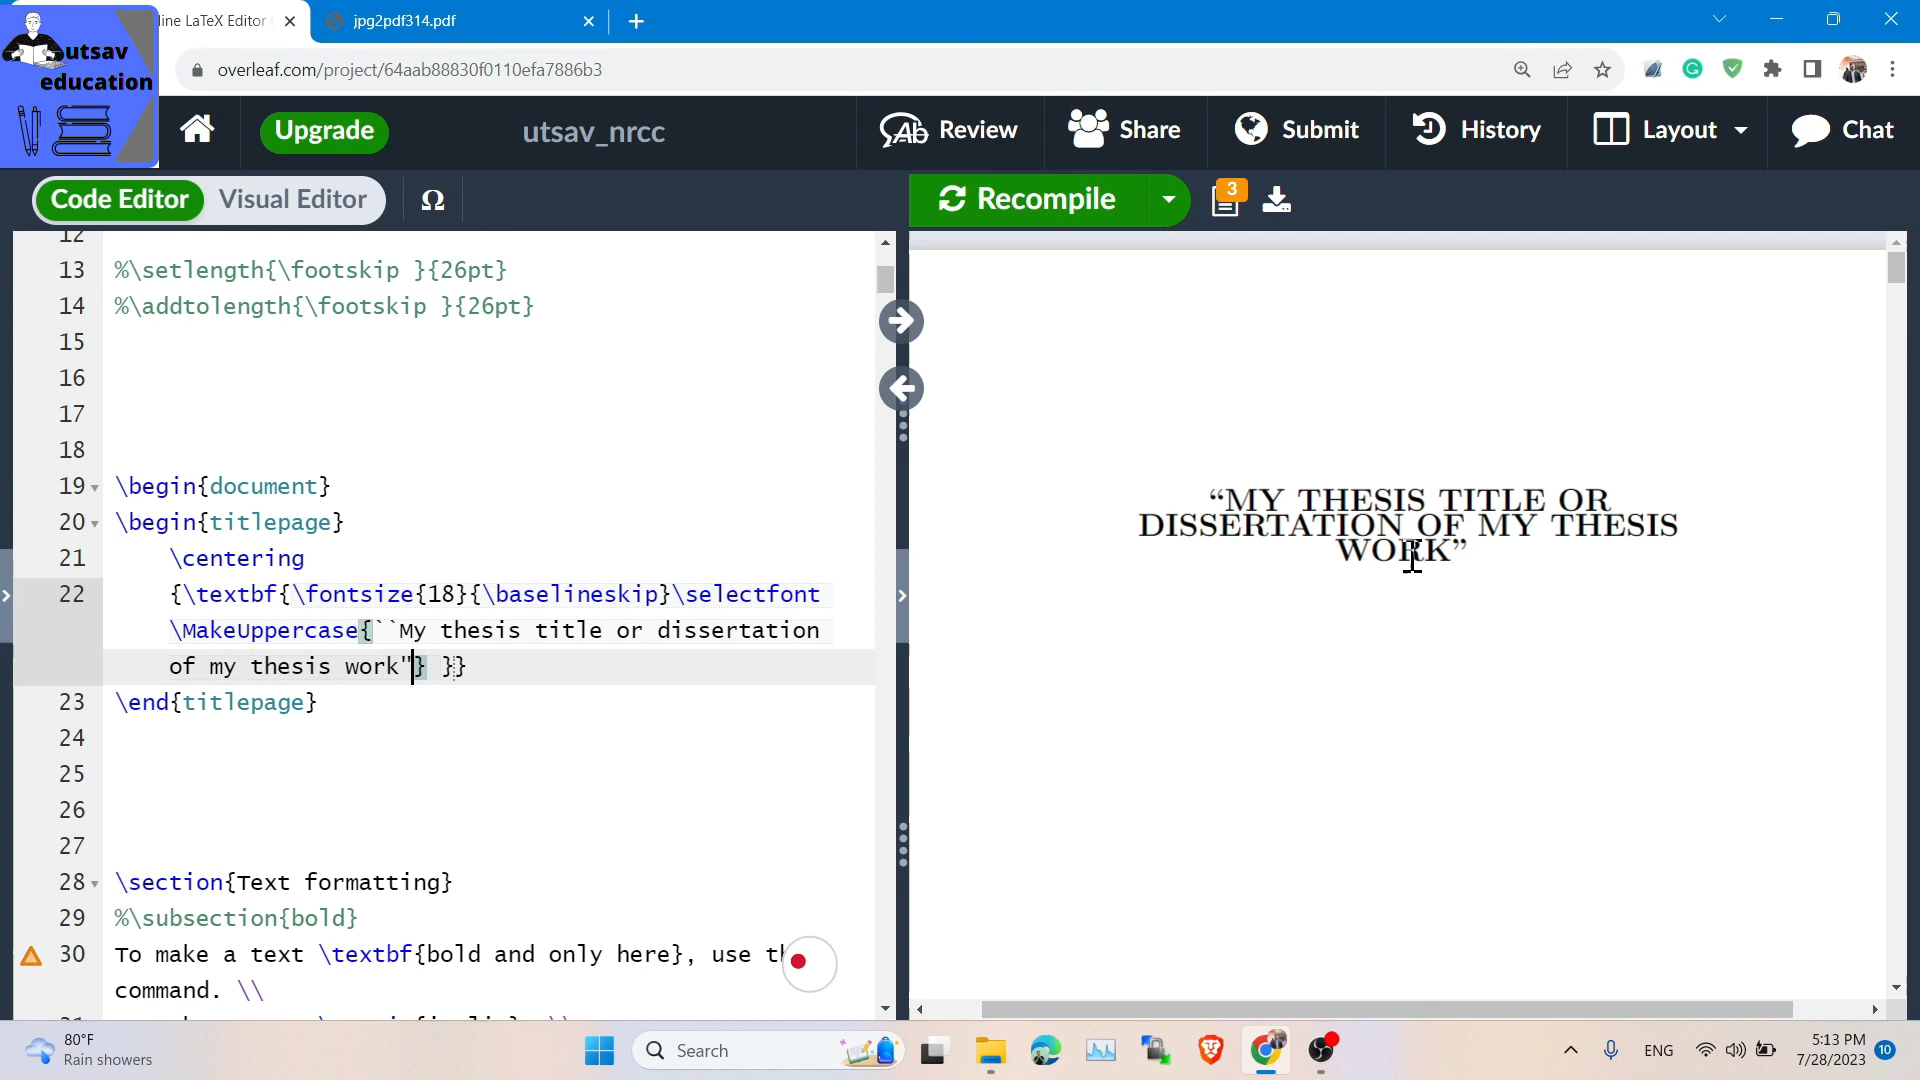 line LaTeX Editor
jpg2pdf314.pdf
utsav
education
overleaf.com/project/64aab88830f0110efa7886b3
Upgrade
utsav_nrcc
Review
Share
Submit
History
Layout
Chat
Code Editor
Visual Editor
Ω
Recompile
3
12
13 %\setlength{\footskip }{26pt}
14 %\addtolength{\footskip }{26pt}
15
16
17
18
19 \begin{document}
20 \begin{titlepage}
21 \centering
22 {\textbf{\fontsize{18}{\baselineskip}\selectfont
\MakeUppercase{``My thesis title or dissertation
of my thesis work"} }}
23 \end{titlepage}
24
25
26
27
28 \section{Text formatting}
29 %\subsection{bold}
30 To make a text \textbf{bold and only here}, use
command. \\
“MY THESIS TITLE OR
DISSERTATION OF MY THESIS
WORK”
80°F
Rain showers
Search
ENG
5:13 PM
7/28/2023
10